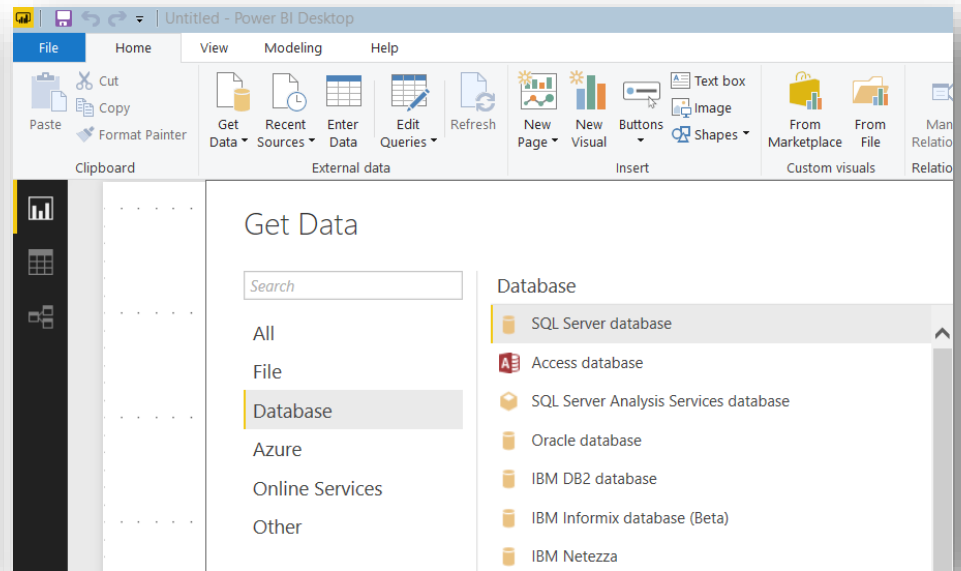 Untitled - Power BI Desktop
File Home View Modeling Help
Paste
Cut
Copy
Format Painter
Clipboard
Get Data
Recent Sources
Enter Data
Edit Queries
Refresh
External data
New Page
New Visual
Buttons
Text box
Image
Shapes
Insert
From Marketplace
From File
Custom visuals
Man
Relatio
Relatio
Get Data
Search
All
File
Database
Azure
Online Services
Other
Database
SQL Server database
Access database
SQL Server Analysis Services database
Oracle database
IBM DB2 database
IBM Informix database (Beta)
IBM Netezza